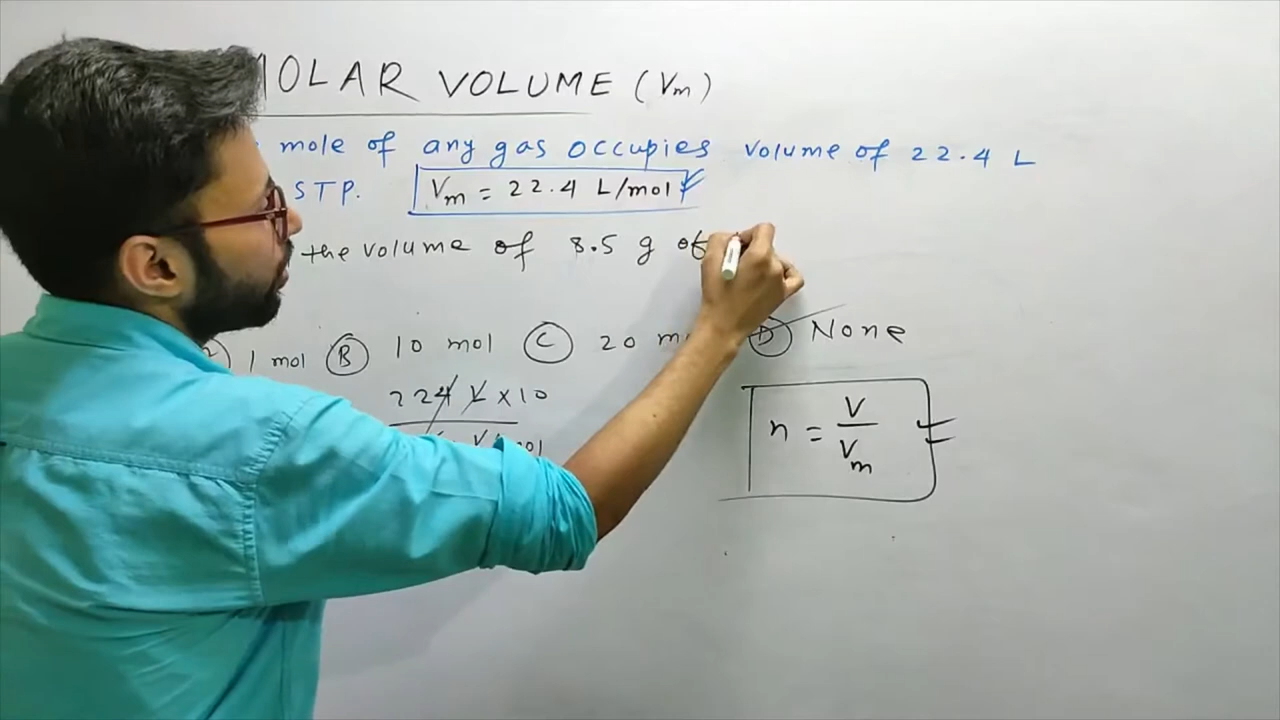 OLAR VOLUME (Vm)
mole of any gas occupies volume of 22.4 L
STP. Vm = 22.4 L/mol
the volume of 8.5 g of
1 mol B 10 mol C 20 m D None
224 L × 10
mol
n = V
Vm